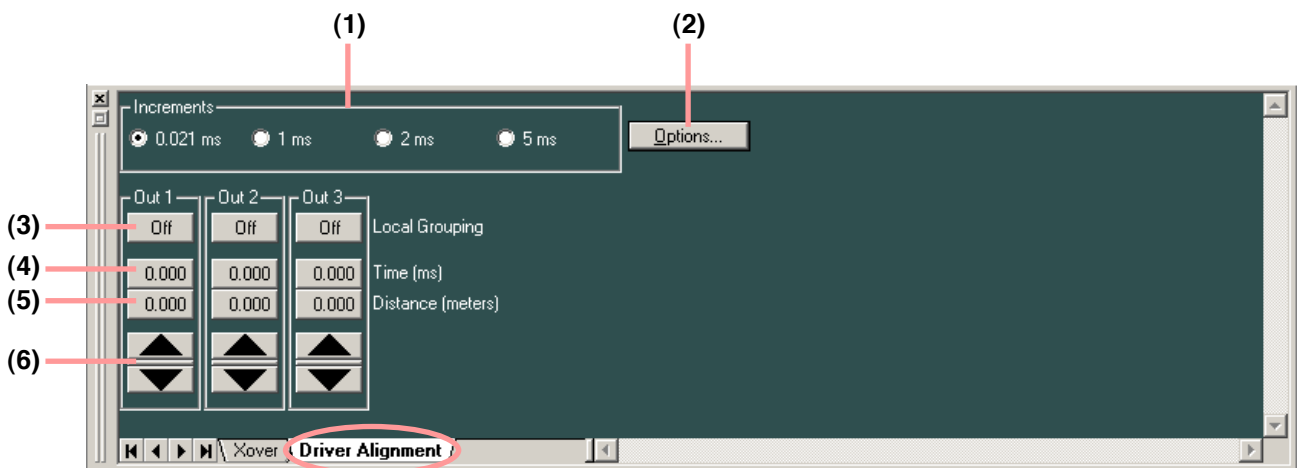 (1) (2)
Increments
0.021 ms 1 ms 2 ms 5 ms Options...
Out 1 Out 2 Out 3
(3) Off Off Off Local Grouping
(4) 0.000 0.000 0.000 Time (ms)
(5) 0.000 0.000 0.000 Distance (meters)
(6)
Xover Driver Alignment